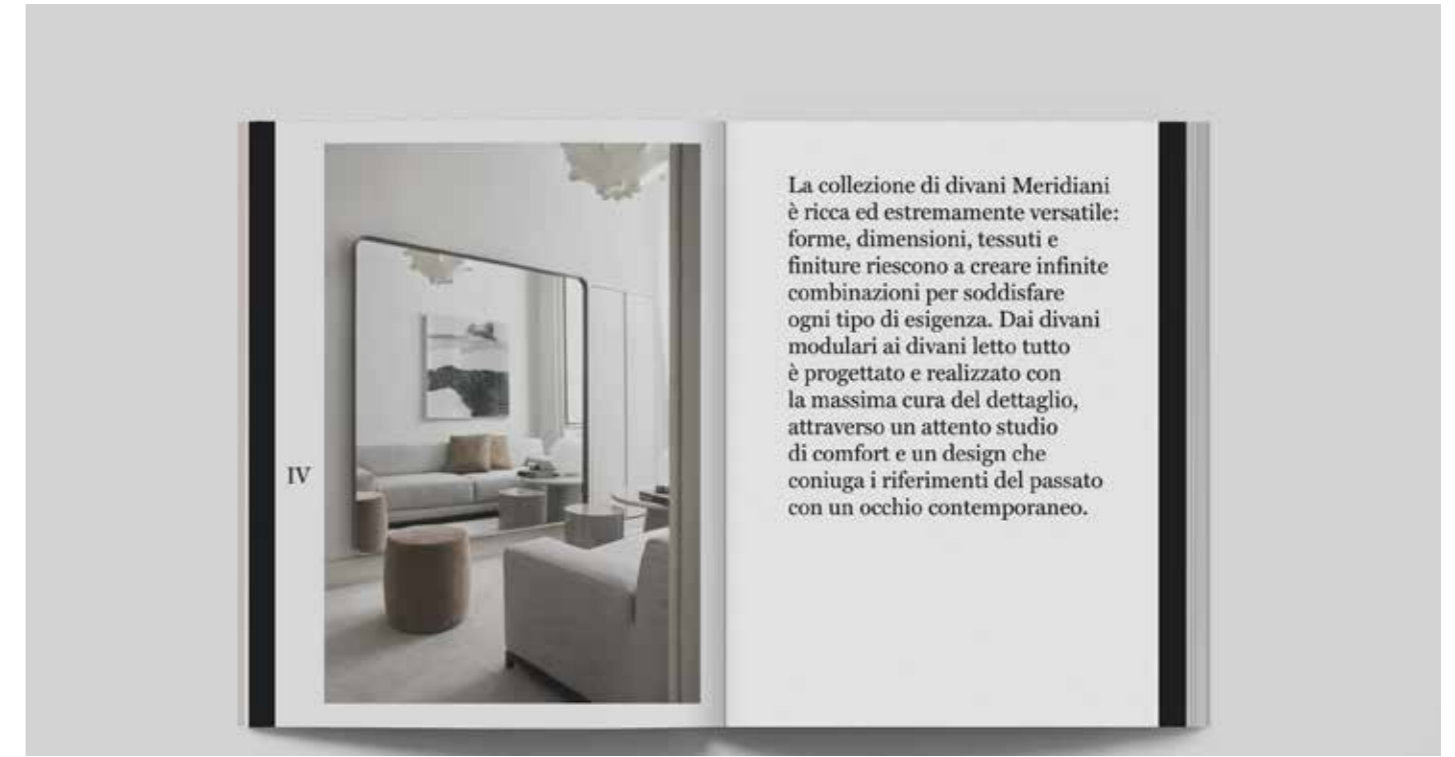 IV
La collezione di divani Meridiani
è ricca ed estremamente versatile:
forme, dimensioni, tessuti e
finiture riescono a creare infinite
combinazioni per soddisfare
ogni tipo di esigenza. Dai divani
modulari ai divani letto tutto
è progettato e realizzato con
la massima cura del dettaglio,
attraverso un attento studio
di comfort e un design che
coniuga i riferimenti del passato
con un occhio contemporaneo.